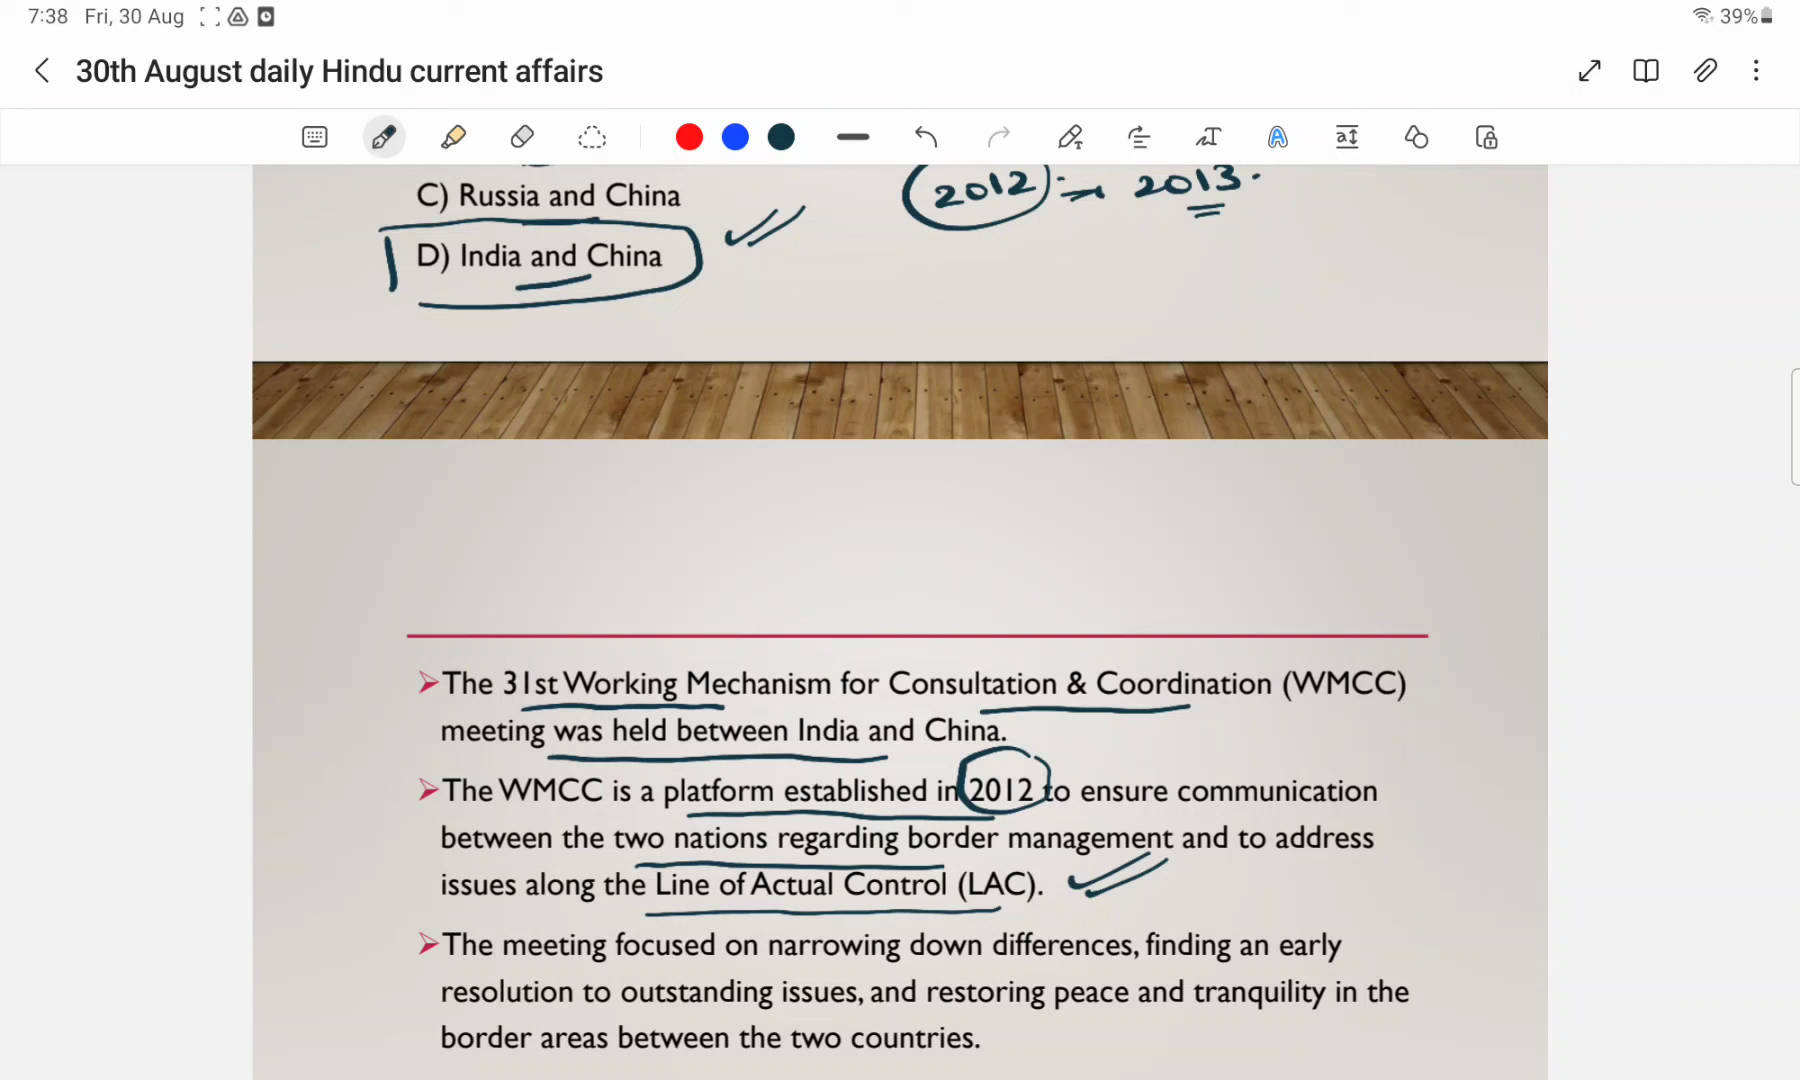 7:38 Fri, 30 Aug
39%
30th August daily Hindu current affairs
C) Russia and China
2012 → 2013.
D) India and China
➢The 31st Working Mechanism for Consultation & Coordination (WMCC)
meeting was held between India and China.
➢The WMCC is a platform established in 2012 to ensure communication
between the two nations regarding border management and to address
issues along the Line of Actual Control (LAC).
➢The meeting focused on narrowing down differences, finding an early
resolution to outstanding issues, and restoring peace and tranquility in the
border areas between the two countries.